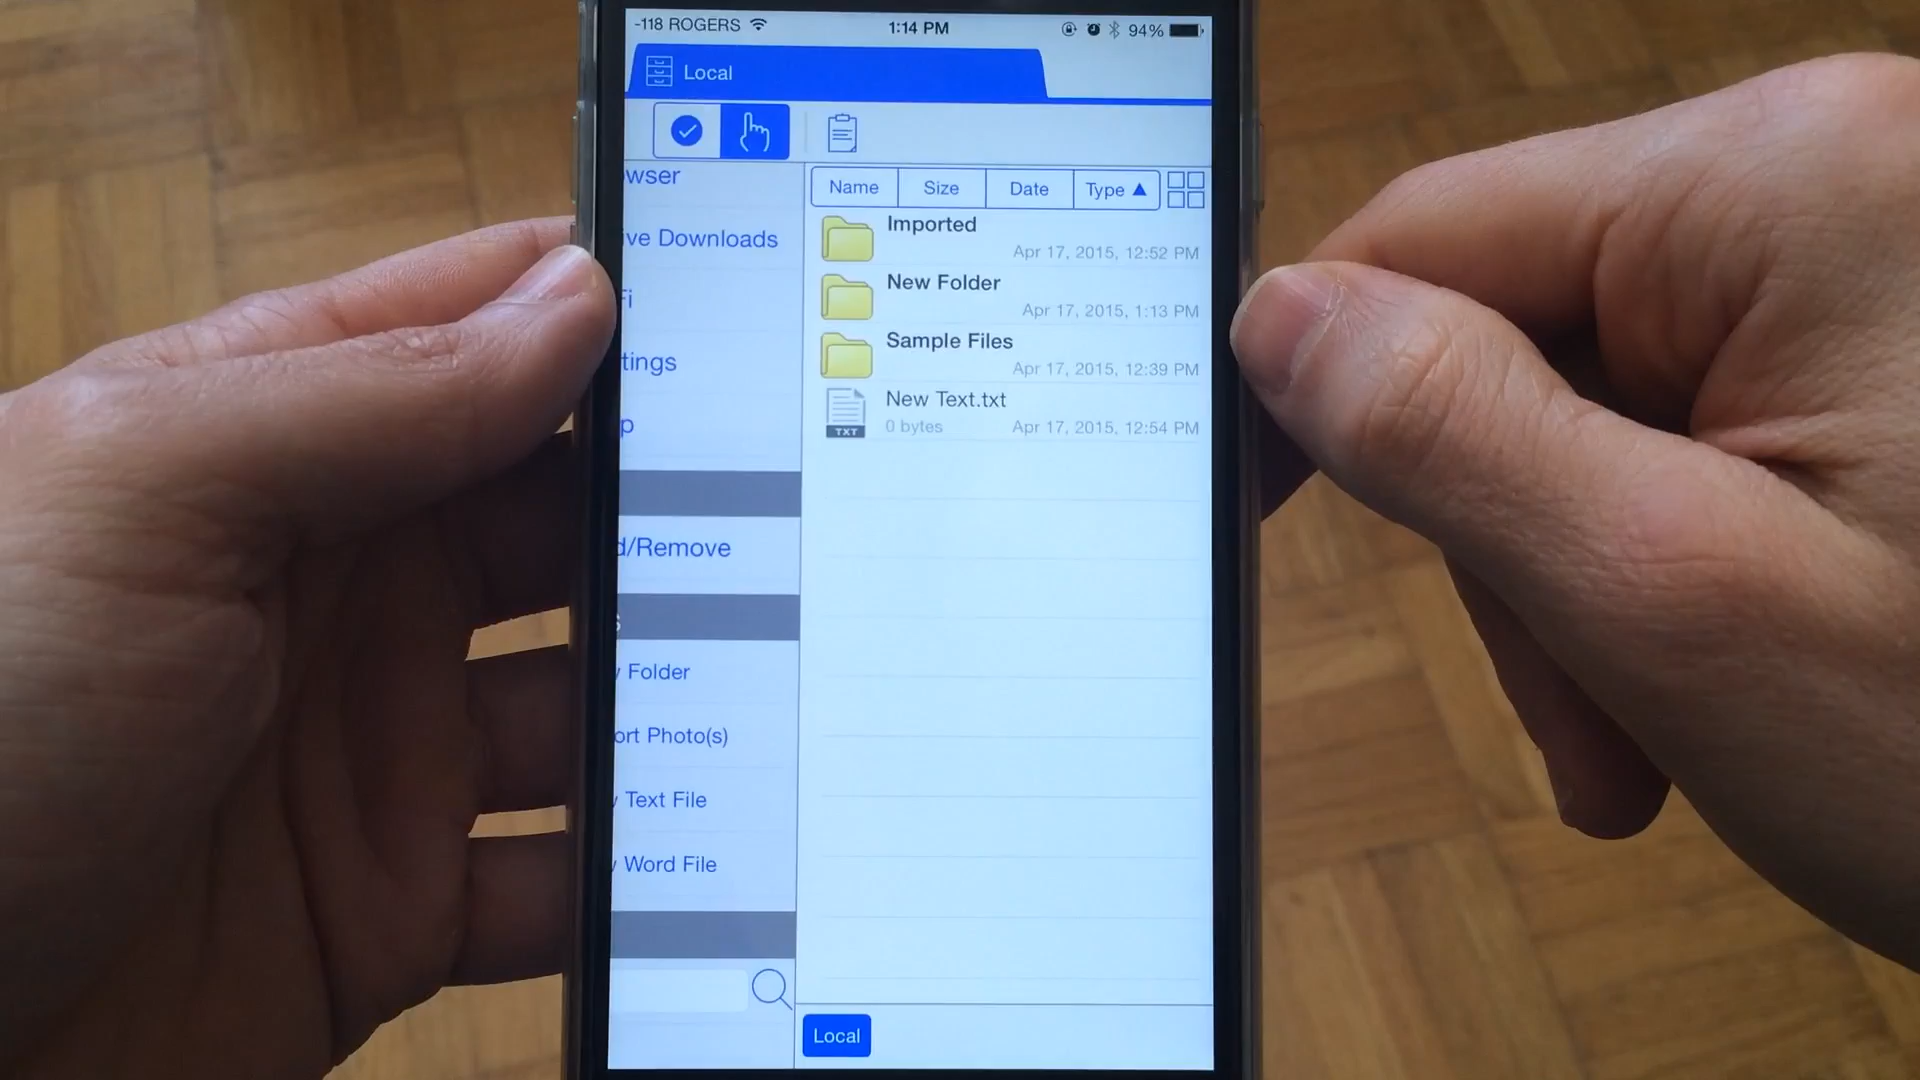 -118 ROGERS 1:14 PM 94%
Local
Name Size Date Type ▲
wser
ive Downloads
Fi
tings
p
d/Remove
s
Folder
ort Photo(s)
Text File
Word File
Imported
Apr 17, 2015, 12:52 PM
New Folder
Apr 17, 2015, 1:13 PM
Sample Files
Apr 17, 2015, 12:39 PM
New Text.txt
TXT
0 bytes Apr 17, 2015, 12:54 PM
Local